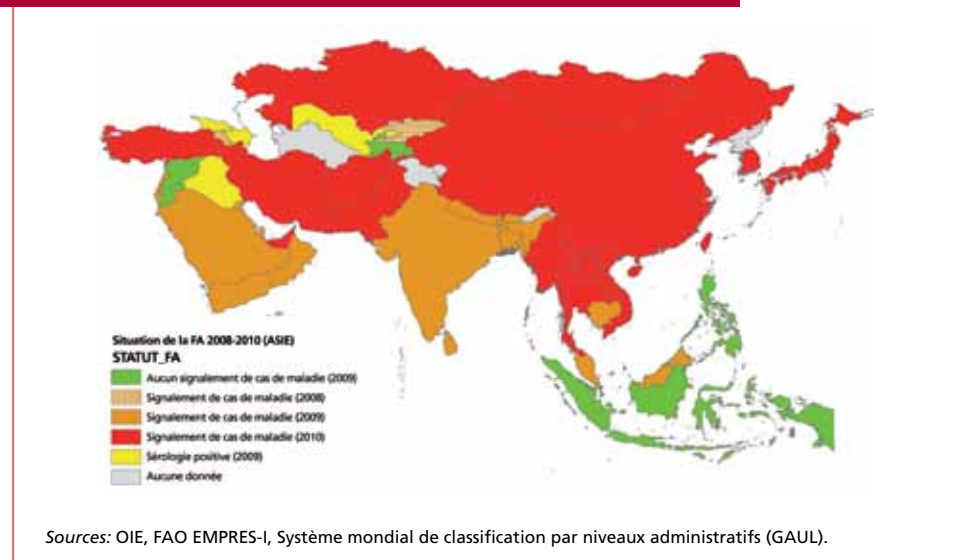 Situation de la FA 2008-2010 (ASIE)
STATUT_FA
Aucun signalement de cas de maladie (2009)
Signalement de cas de maladie (2008)
Signalement de cas de maladie (2009)
Signalement de cas de maladie (2010)
Sérologie positive (2009)
Aucune donnée
Sources: OIE, FAO EMPRES-I, Système mondial de classification par niveaux administratifs (GAUL).